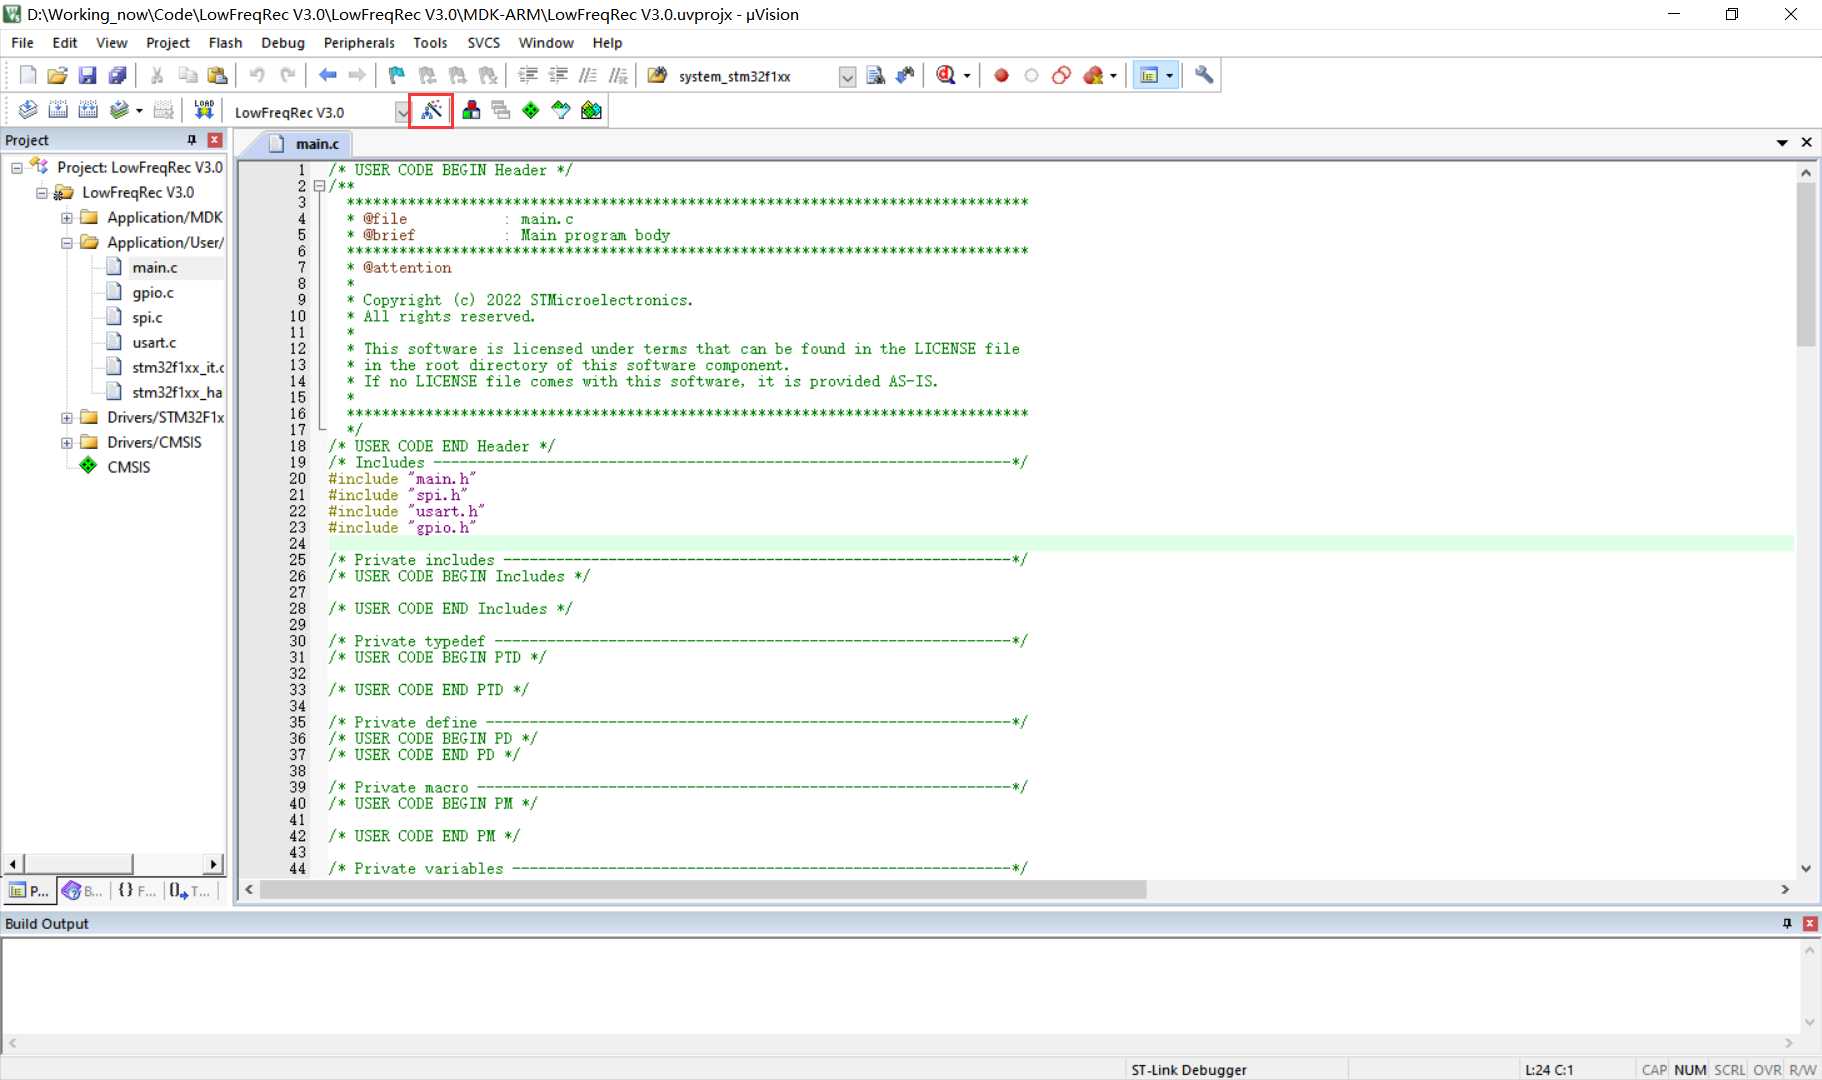 D:\Working_now\Code\LowFreqRec V3.0\LowFreqRec V3.0\MDK-ARM\LowFreqRec V3.0.uvprojx - µVision
File Edit View Project Flash Debug Peripherals Tools SVCS Window Help
system_stm32f1xx
LOAD LowFreqRec V3.0
Project
main.c
Project: LowFreqRec V3.0
LowFreqRec V3.0
Application/MDK
Application/User/
main.c
gpio.c
spi.c
usart.c
stm32f1xx_it.c
stm32f1xx_ha
Drivers/STM32F1x
Drivers/CMSIS
CMSIS
P... B... {} F... T...
1 /* USER CODE BEGIN Header */
2 /**
3 ******************************************************************************
4 * @file : main.c
5 * @brief : Main program body
6 ******************************************************************************
7 * @attention
8 *
9 * Copyright (c) 2022 STMicroelectronics.
10 * All rights reserved.
11 *
12 * This software is licensed under terms that can be found in the LICENSE file
13 * in the root directory of this software component.
14 * If no LICENSE file comes with this software, it is provided AS-IS.
15 *
16 ******************************************************************************
17 */
18 /* USER CODE END Header */
19 /* Includes ------------------------------------------------------------------*/
20 #include "main.h"
21 #include "spi.h"
22 #include "usart.h"
23 #include "gpio.h"
24
25 /* Private includes ----------------------------------------------------------*/
26 /* USER CODE BEGIN Includes */
27
28 /* USER CODE END Includes */
29
30 /* Private typedef -----------------------------------------------------------*/
31 /* USER CODE BEGIN PTD */
32
33 /* USER CODE END PTD */
34
35 /* Private define ------------------------------------------------------------*/
36 /* USER CODE BEGIN PD */
37 /* USER CODE END PD */
38
39 /* Private macro -------------------------------------------------------------*/
40 /* USER CODE BEGIN PM */
41
42 /* USER CODE END PM */
43
44 /* Private variables ---------------------------------------------------------*/
Build Output
ST-Link Debugger L:24 C:1 CAP NUM SCRL OVR R/W